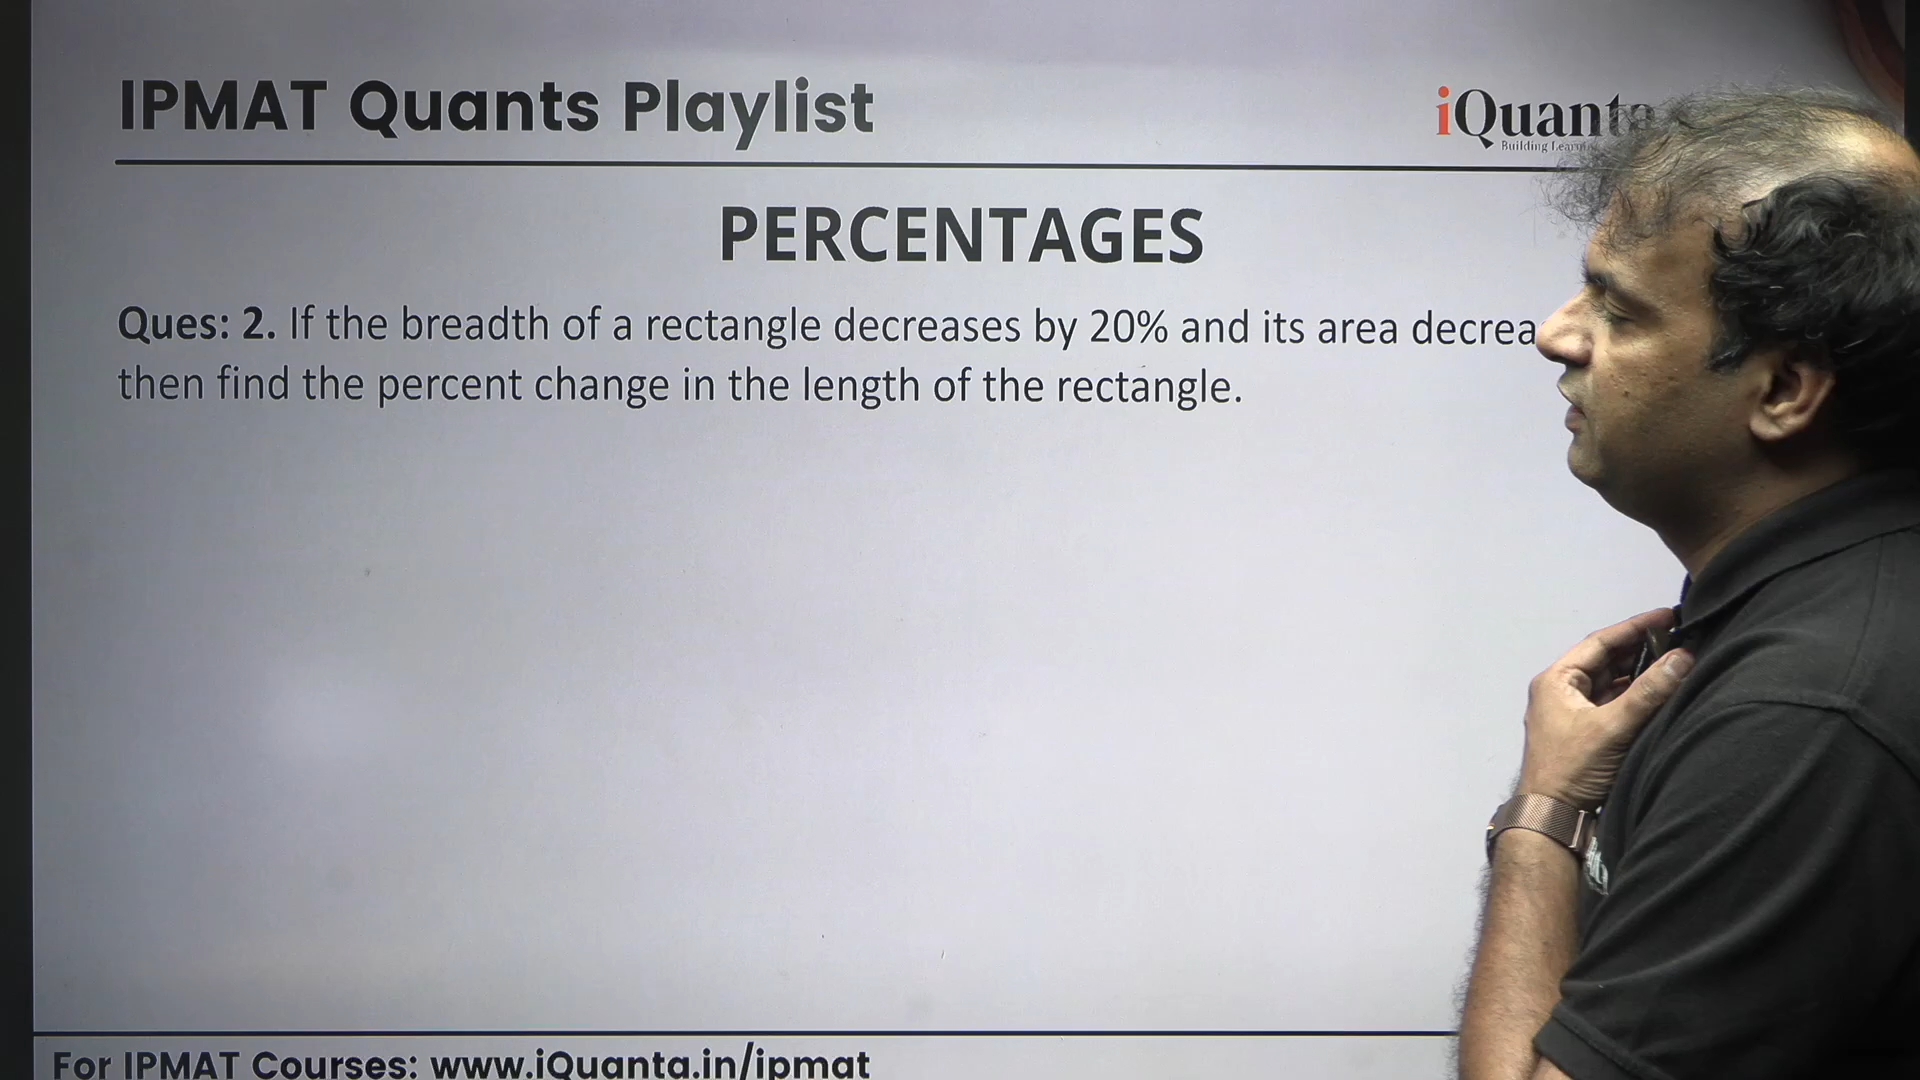 IPMAT Quants Playlist
iQuanta
Building
PERCENTAGES
Ques: 2. If the breadth of a rectangle decreases by 20% and its area
then find the percent change in the length of the rectangle.
For IPMAT Courses: www.iQuanta.in/ipmat